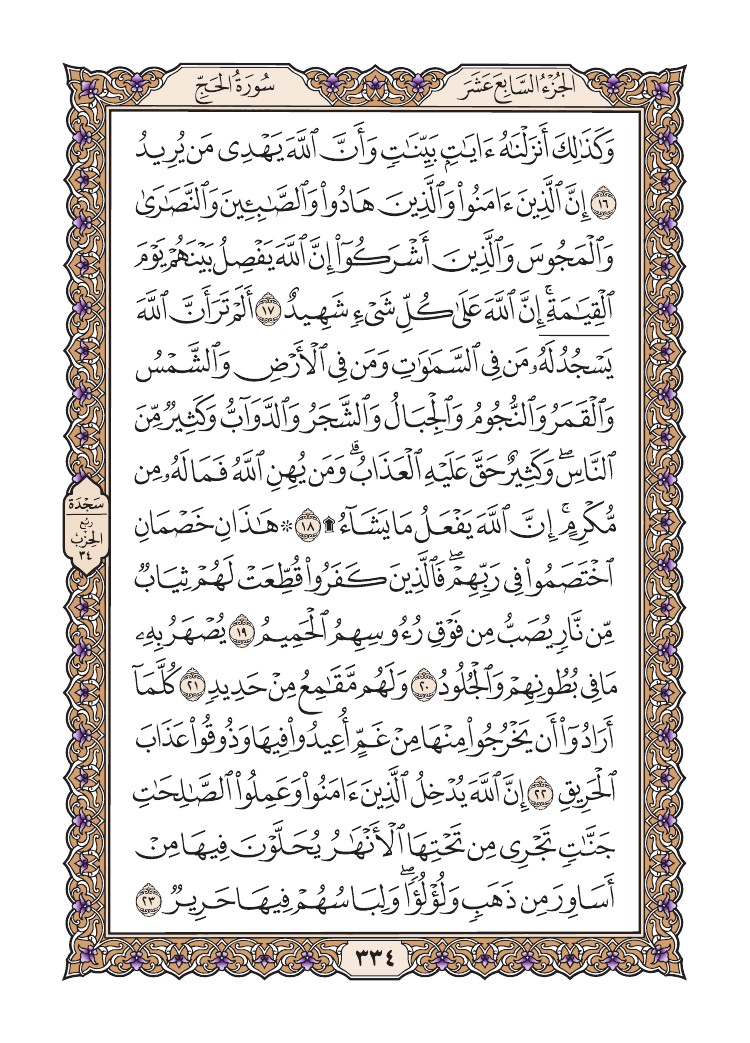 الجزء السابع عشر
سورة الحج
وَكَذَٰلِكَ أَنزَلْنَٰهُ ءَايَٰتٍۭ بَيِّنَٰتٍ وَأَنَّ ٱللَّهَ يَهْدِى مَن يُرِيدُ
١٦ إِنَّ ٱلَّذِينَ ءَامَنُوا۟ وَٱلَّذِينَ هَادُوا۟ وَٱلصَّٰبِـِٔينَ وَٱلنَّصَٰرَىٰ
وَٱلْمَجُوسَ وَٱلَّذِينَ أَشْرَكُوٓا۟ إِنَّ ٱللَّهَ يَفْصِلُ بَيْنَهُمْ يَوْمَ
ٱلْقِيَٰمَةِ ۚ إِنَّ ٱللَّهَ عَلَىٰ كُلِّ شَىْءٍ شَهِيدٌ ١٧ أَلَمْ تَرَ أَنَّ ٱللَّهَ
يَسْجُدُ لَهُۥ مَن فِى ٱلسَّمَٰوَٰتِ وَمَن فِى ٱلْأَرْضِ وَٱلشَّمْسُ
وَٱلْقَمَرُ وَٱلنُّجُومُ وَٱلْجِبَالُ وَٱلشَّجَرُ وَٱلدَّوَآبُّ وَكَثِيرٌ مِّنَ
ٱلنَّاسِ ۖ وَكَثِيرٌ حَقَّ عَلَيْهِ ٱلْعَذَابُ ۗ وَمَن يُهِنِ ٱللَّهُ فَمَا لَهُۥ مِن
مُّكْرِمٍ ۚ إِنَّ ٱللَّهَ يَفْعَلُ مَا يَشَآءُ ۩ ١٨ ۞ هَٰذَانِ خَصْمَانِ
ٱخْتَصَمُوا۟ فِى رَبِّهِمْ ۖ فَٱلَّذِينَ كَفَرُوا۟ قُطِّعَتْ لَهُمْ ثِيَابٌ
مِّن نَّارٍ يُصَبُّ مِن فَوْقِ رُءُوسِهِمُ ٱلْحَمِيمُ ١٩ يُصْهَرُ بِهِۦ
مَا فِى بُطُونِهِمْ وَٱلْجُلُودُ ٢٠ وَلَهُم مَّقَٰمِعُ مِنْ حَدِيدٍ ٢١ كُلَّمَآ
أَرَادُوٓا۟ أَن يَخْرُجُوا۟ مِنْهَا مِنْ غَمٍّ أُعِيدُوا۟ فِيهَا وَذُوقُوا۟ عَذَابَ
ٱلْحَرِيقِ ٢٢ إِنَّ ٱللَّهَ يُدْخِلُ ٱلَّذِينَ ءَامَنُوا۟ وَعَمِلُوا۟ ٱلصَّٰلِحَٰتِ
جَنَّٰتٍ تَجْرِى مِن تَحْتِهَا ٱلْأَنْهَٰرُ يُحَلَّوْنَ فِيهَا مِنْ
أَسَاوِرَ مِن ذَهَبٍ وَلُؤْلُؤًا ۖ وَلِبَاسُهُمْ فِيهَا حَرِيرٌ ٢٣
سجدة
ربع
الحزب
٣٤
٣٣٤